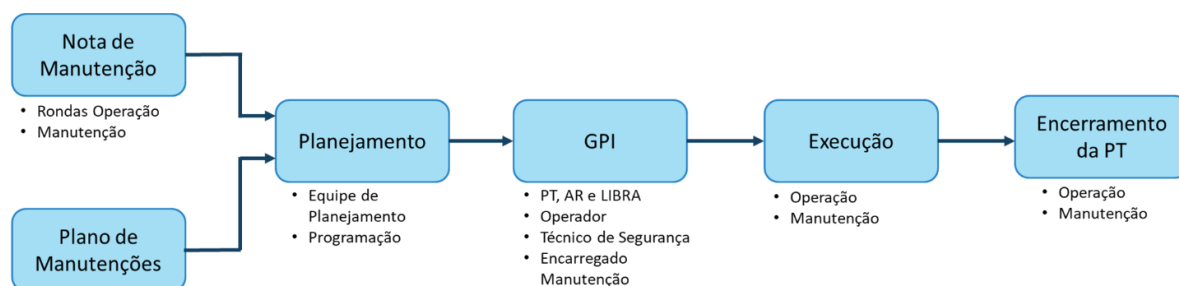 Nota de
Manutenção
• Rondas Operação
• Manutenção
Plano de
Manutenções
Planejamento
• Equipe de
Planejamento
• Programação
GPI
• PT, AR e LIBRA
• Operador
• Técnico de Segurança
• Encarregado
Manutenção
Execução
• Operação
• Manutenção
Encerramento
da PT
• Operação
• Manutenção